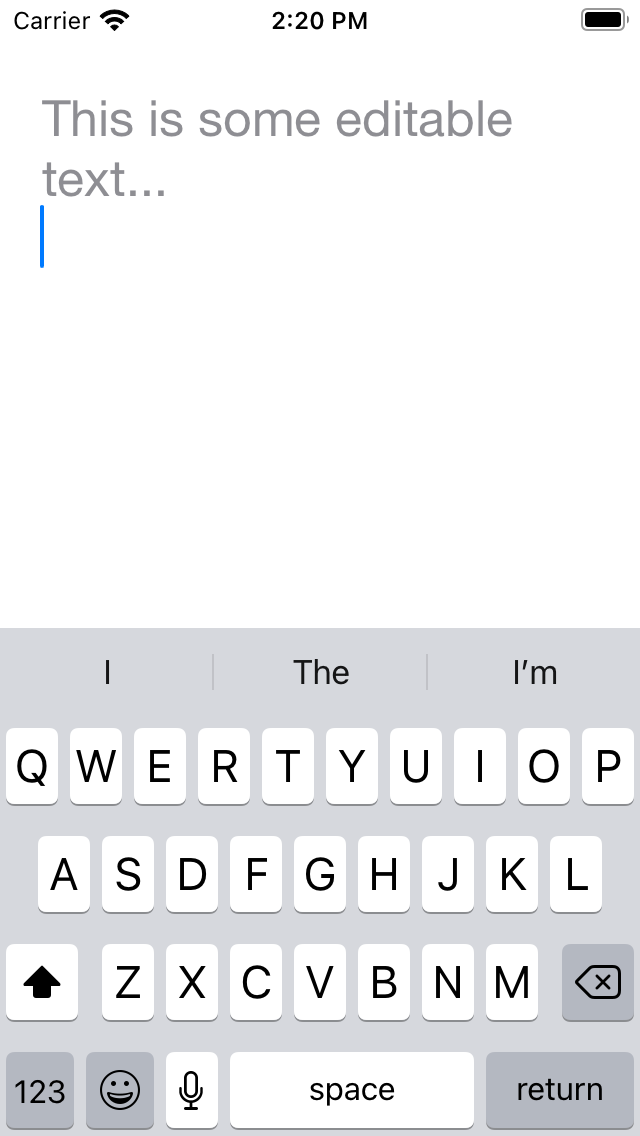 Carrier 2:20 PM
This is some editable
text...
I The I’m
Q W E R T Y U I O P
A S D F G H J K L
Z X C V B N M
123 space return